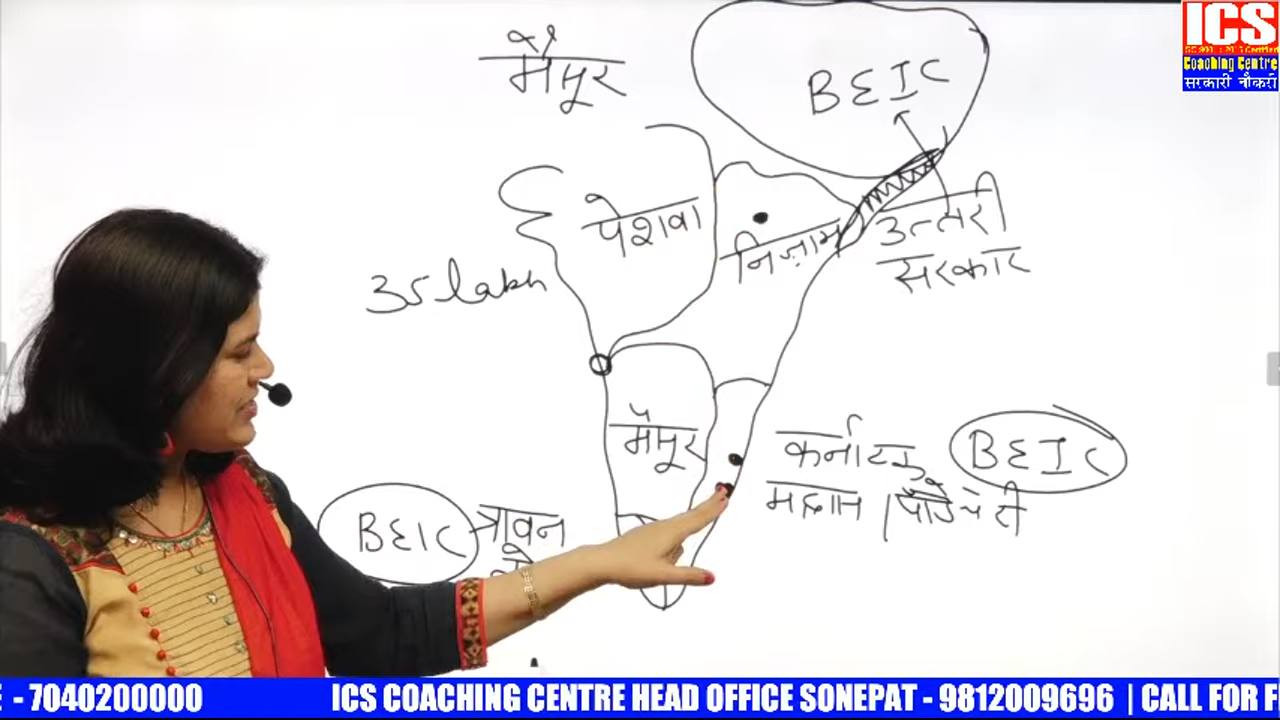 मैसूर
BEIC
पेशवा
निज़ाम
उत्तरी
सरकार
35 lakh
मैसूर
कर्नाटक
BEIC
मद्रास | पांडिचेरी
BEIC
त्रावन
ICS
Coaching Centre
सरकारी नौकरी
E - 7040200000 ICS COACHING CENTRE HEAD OFFICE SONEPAT - 9812009696 | CALL FOR F